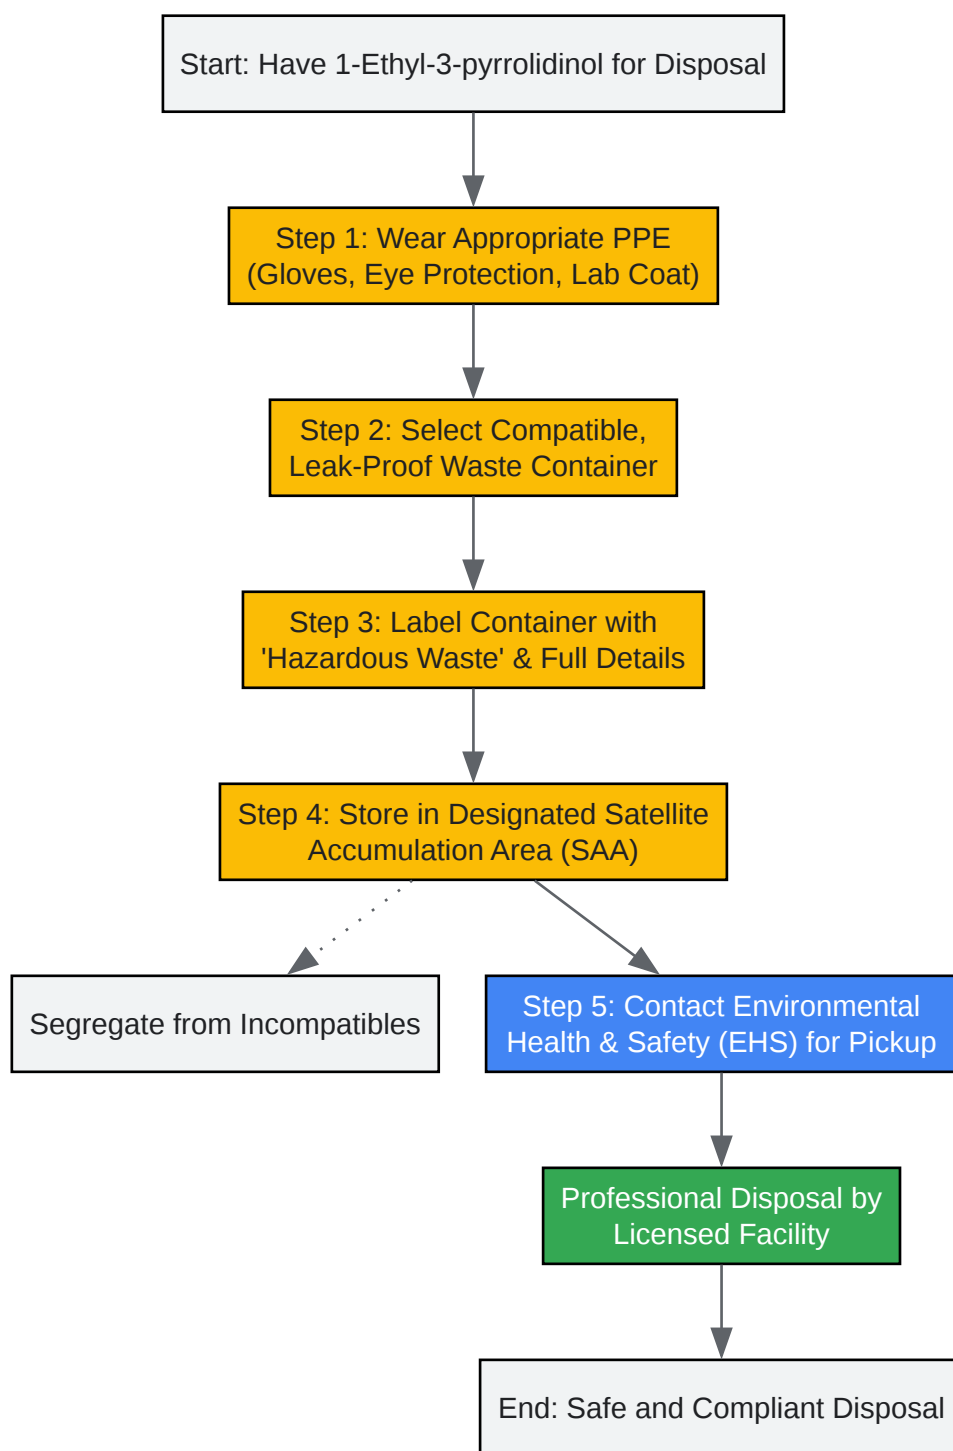 Start: Have 1-Ethyl-3-pyrrolidinol for Disposal
Step 1: Wear Appropriate PPE
(Gloves, Eye Protection, Lab Coat)
Step 2: Select Compatible,
Leak-Proof Waste Container
Step 3: Label Container with
'Hazardous Waste' & Full Details
Step 4: Store in Designated Satellite
Accumulation Area (SAA)
Segregate from Incompatibles
Step 5: Contact Environmental
Health & Safety (EHS) for Pickup
Professional Disposal by
Licensed Facility
End: Safe and Compliant Disposal